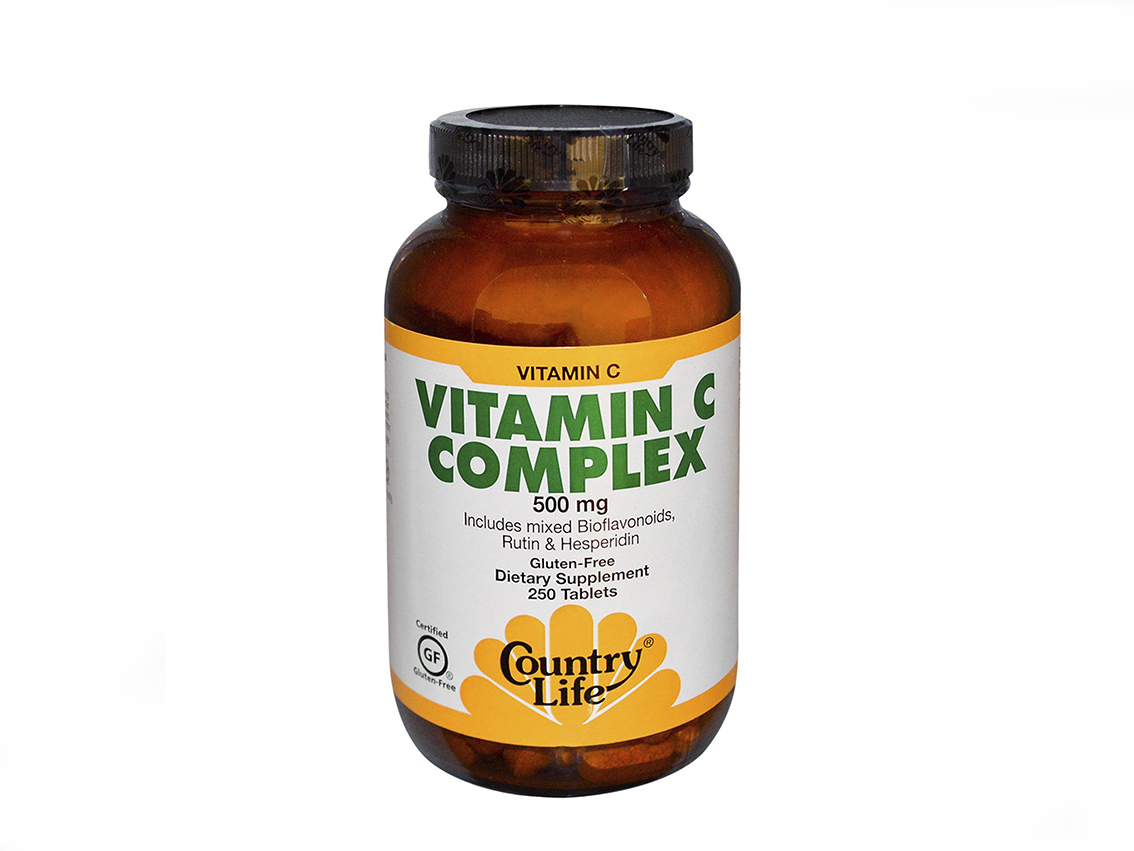 VITAMIN C
VITAMIN C
COMPLEX
500 mg
Includes mixed Bioflavonoids,
Rutin & Hesperidin
Gluten-Free
Dietary Supplement
250 Tablets
Certified
GF®
Gluten-Free
Country®
Life